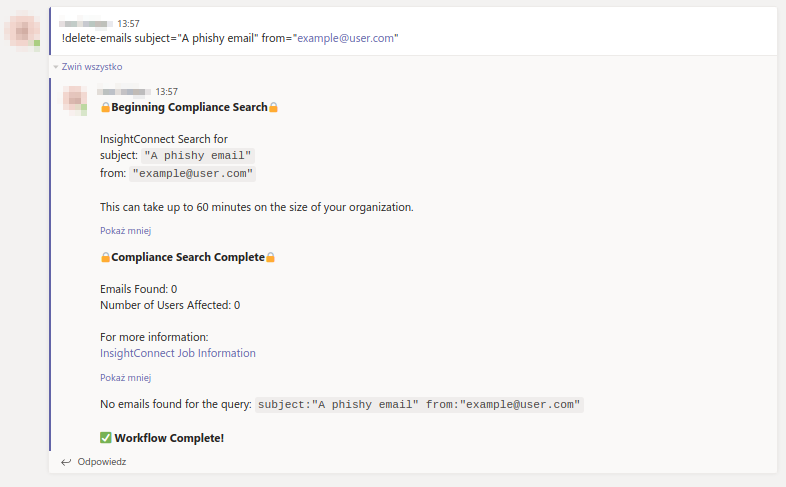 13:57
!delete-emails subject="A phishy email" from="example@user.com"
Zwiń wszystko
13:57
Beginning Compliance Search
InsightConnect Search for
subject: "A phishy email"
from: "example@user.com"
This can take up to 60 minutes on the size of your organization.
Pokaż mniej
Compliance Search Complete
Emails Found: 0
Number of Users Affected: 0
For more information:
InsightConnect Job Information
Pokaż mniej
No emails found for the query: subject:"A phishy email" from:"example@user.com"
Workflow Complete!
Odpowiedz